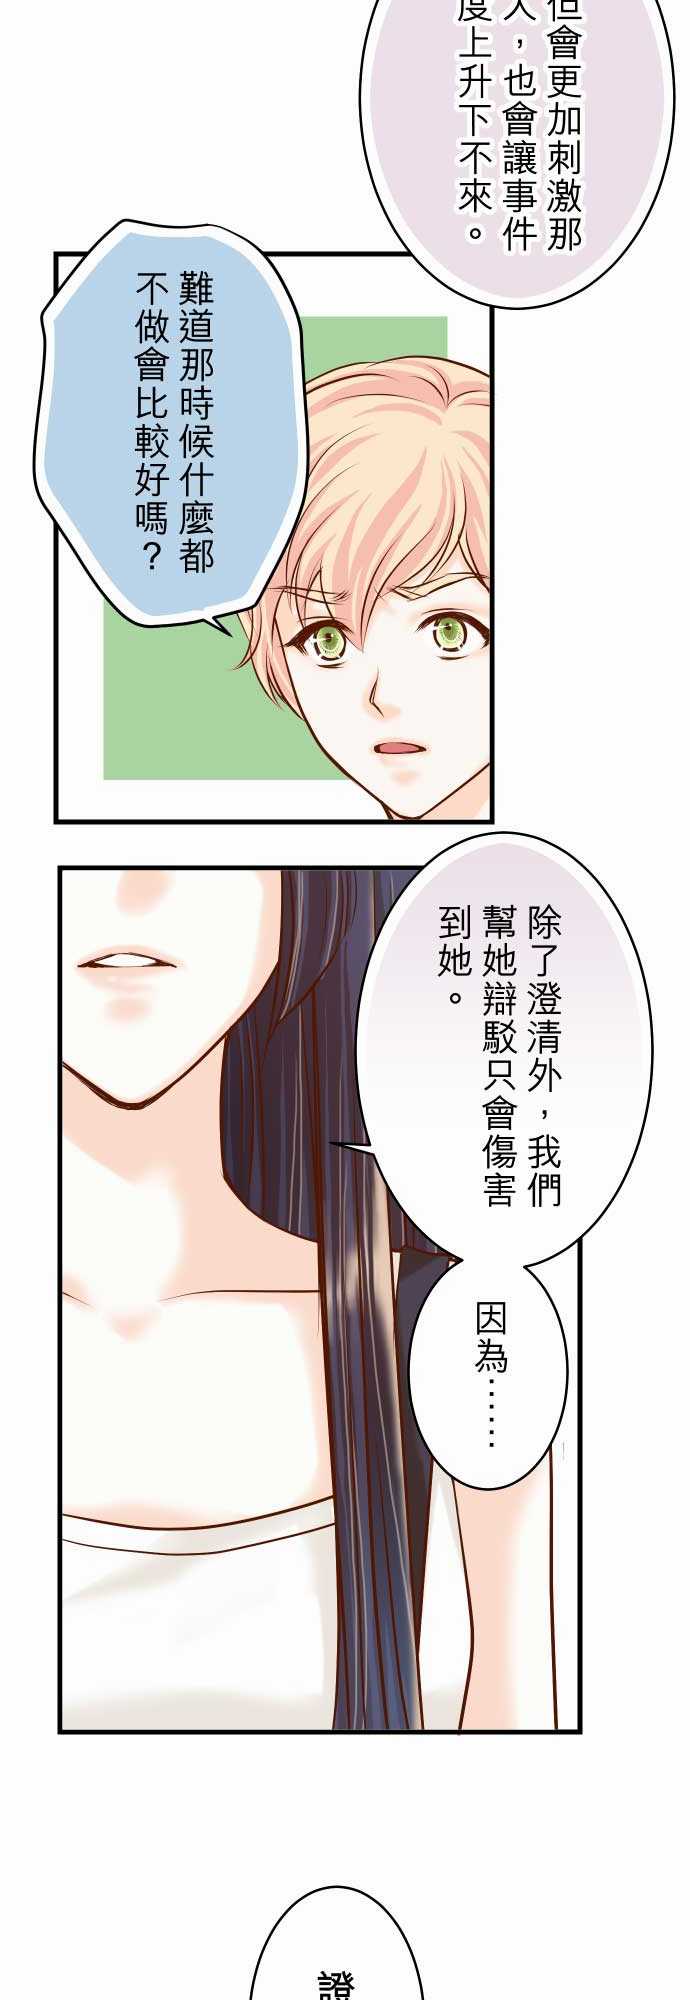 但會更加刺激那
人，也會讓事件
度上升下不來。
難道那時候什麼都
不做會比較好嗎？
除了澄清外，我們
幫她辯駁只會傷害
到她。
因為……
證